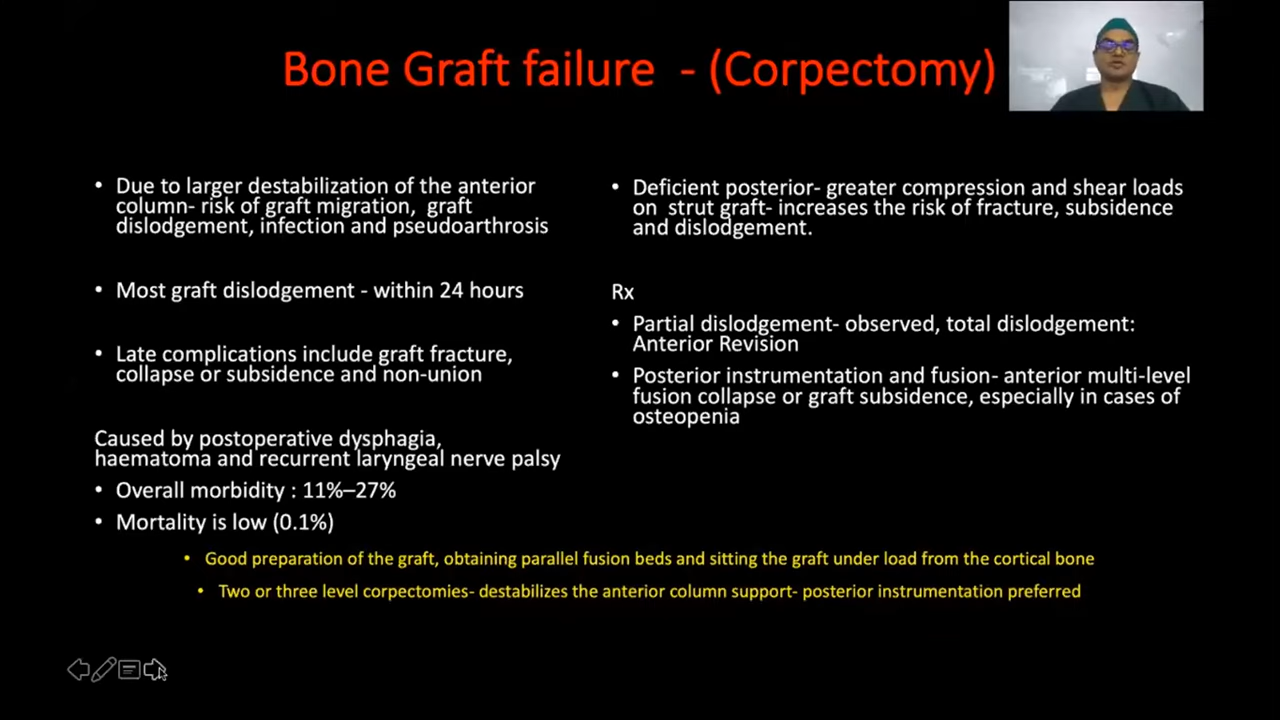 Bone Graft failure - (Corpectomy)
• Due to larger destabilization of the anterior
column- risk of graft migration, graft
dislodgement, infection and pseudoarthrosis
• Most graft dislodgement - within 24 hours
• Late complications include graft fracture,
collapse or subsidence and non-union
Caused by postoperative dysphagia,
haematoma and recurrent laryngeal nerve palsy
• Overall morbidity : 11%–27%
• Mortality is low (0.1%)
• Deficient posterior- greater compression and shear loads
on strut graft- increases the risk of fracture, subsidence
and dislodgement.
Rx
• Partial dislodgement- observed, total dislodgement:
Anterior Revision
• Posterior instrumentation and fusion- anterior multi-level
fusion collapse or graft subsidence, especially in cases of
osteopenia
• Good preparation of the graft, obtaining parallel fusion beds and sitting the graft under load from the cortical bone
• Two or three level corpectomies- destabilizes the anterior column support- posterior instrumentation preferred